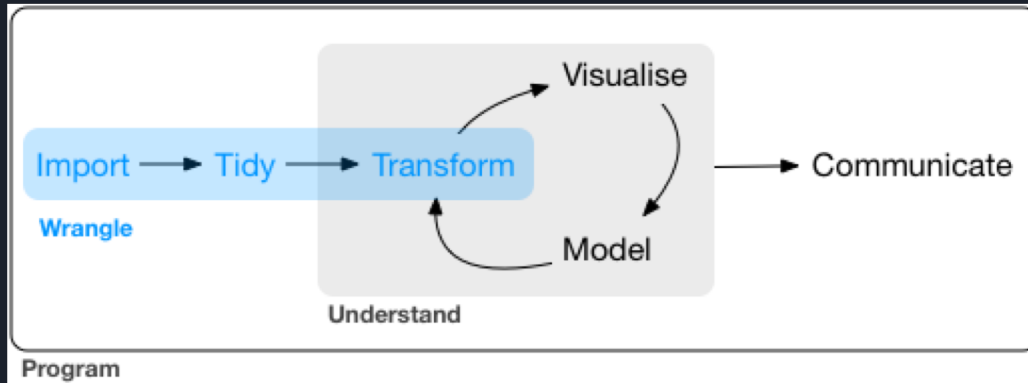 Visualise
Import Tidy Transform Communicate
Wrangle
Model
Understand
Program